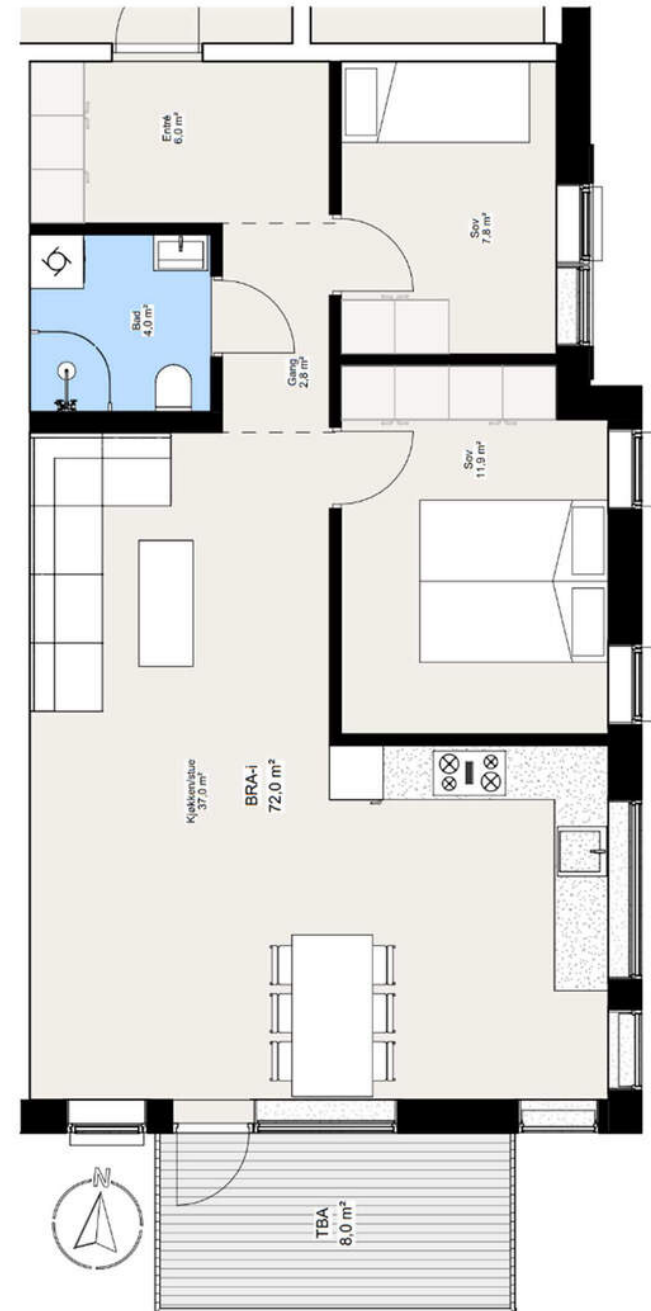 Entré
6,0 m²
Sov
7,8 m²
Bad
4,0 m²
Gang
2,8 m²
Sov
11,9 m²
Kjøkken/stue
37,0 m²
BRA-i
72,0 m²
N
TBA
8,0 m²